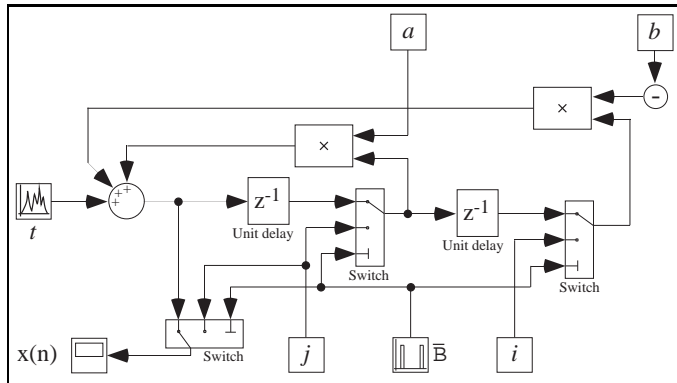 a
b
×
×
-
+
+
+
t
z-1
Unit delay
Switch
z-1
Unit delay
Switch
x(n)
Switch
j
B̅
i